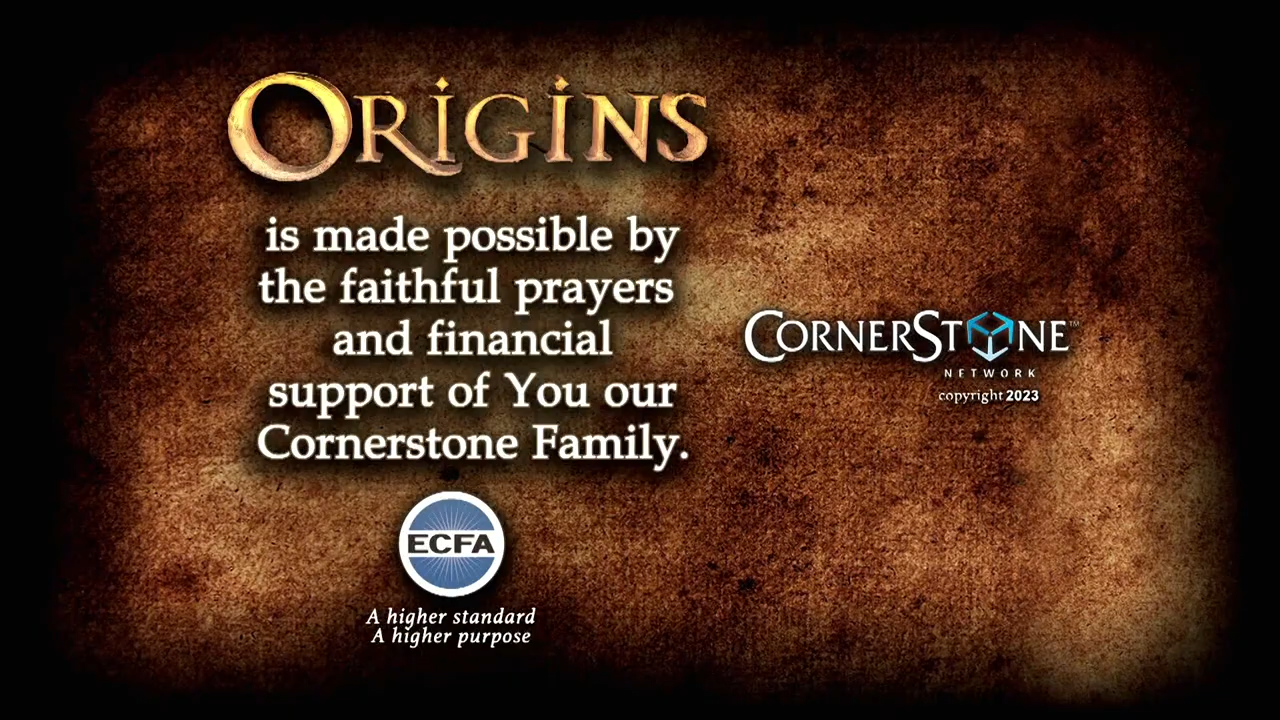 ORIGINS
is made possible by
the faithful prayers
and financial
support of You our
Cornerstone Family.
ECFA
A higher standard
A higher purpose
CORNERSTONE™
NETWORK
copyright 2023